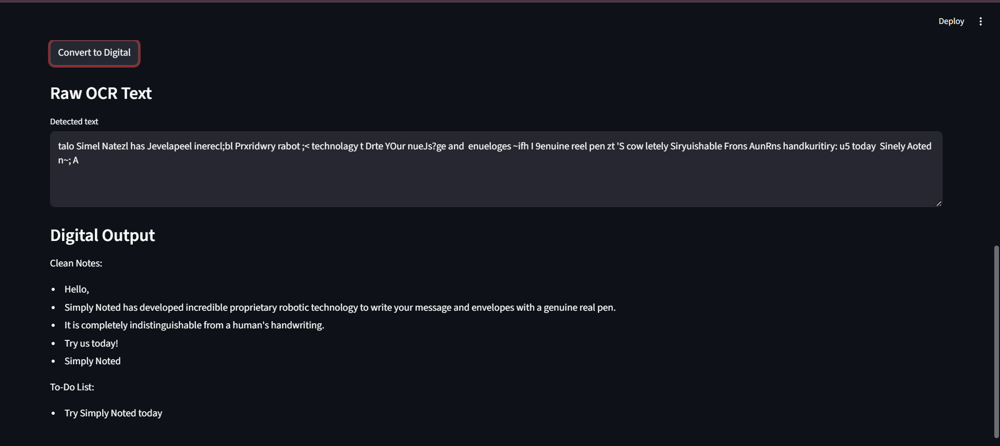 Deploy
Convert to Digital
Raw OCR Text
Detected text
talo Simel Natezl has Jevelapeel inerecl;bl Prxridwry rabot ;< technolagy t Drte YOur nueJs?ge and  enueloges ~ifh I 9enuine reel pen zt 'S cow letely Siryuishable Frons AunRns handkuritiry: u5 today  Sinely Aoted
n~; A
Digital Output
Clean Notes:
• Hello,
• Simply Noted has developed incredible proprietary robotic technology to write your message and envelopes with a genuine real pen.
• It is completely indistinguishable from a human's handwriting.
• Try us today!
• Simply Noted
To-Do List:
• Try Simply Noted today